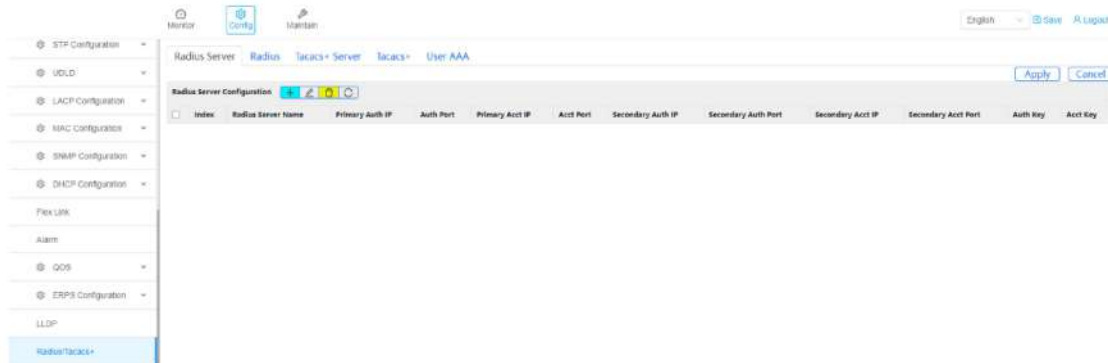 Monitor Config Maintain English Save Logout
STP Configuration
Radius Server Radius Tacacs+ Server Tacacs+ User AAA
UDLD
Apply Cancel
Radius Server Configuration
LACP Configuration
Index Radius Server Name Primary Auth IP Auth Port Primary Acct IP Acct Port Secondary Auth IP Secondary Auth Port Secondary Acct IP Secondary Acct Port Auth Key Acct Key
MAC Configuration
SNMP Configuration
DHCP Configuration
Flex Link
Alarm
QOS
ERPS Configuration
LLDP
Radius/Tacacs+